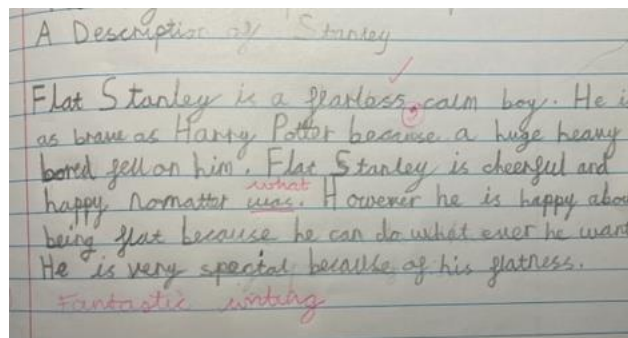 A Description of Stanley
Flat Stanley is a fearless, calm boy. He i
as brave as Harry Potter because a huge heavy
bored fell on him. Flat Stanley is cheerful and
what
happy nomatter was. However he is happy abou
being flat because he can do what ever he want
He is very special because of his flatness.
Fantastic writing